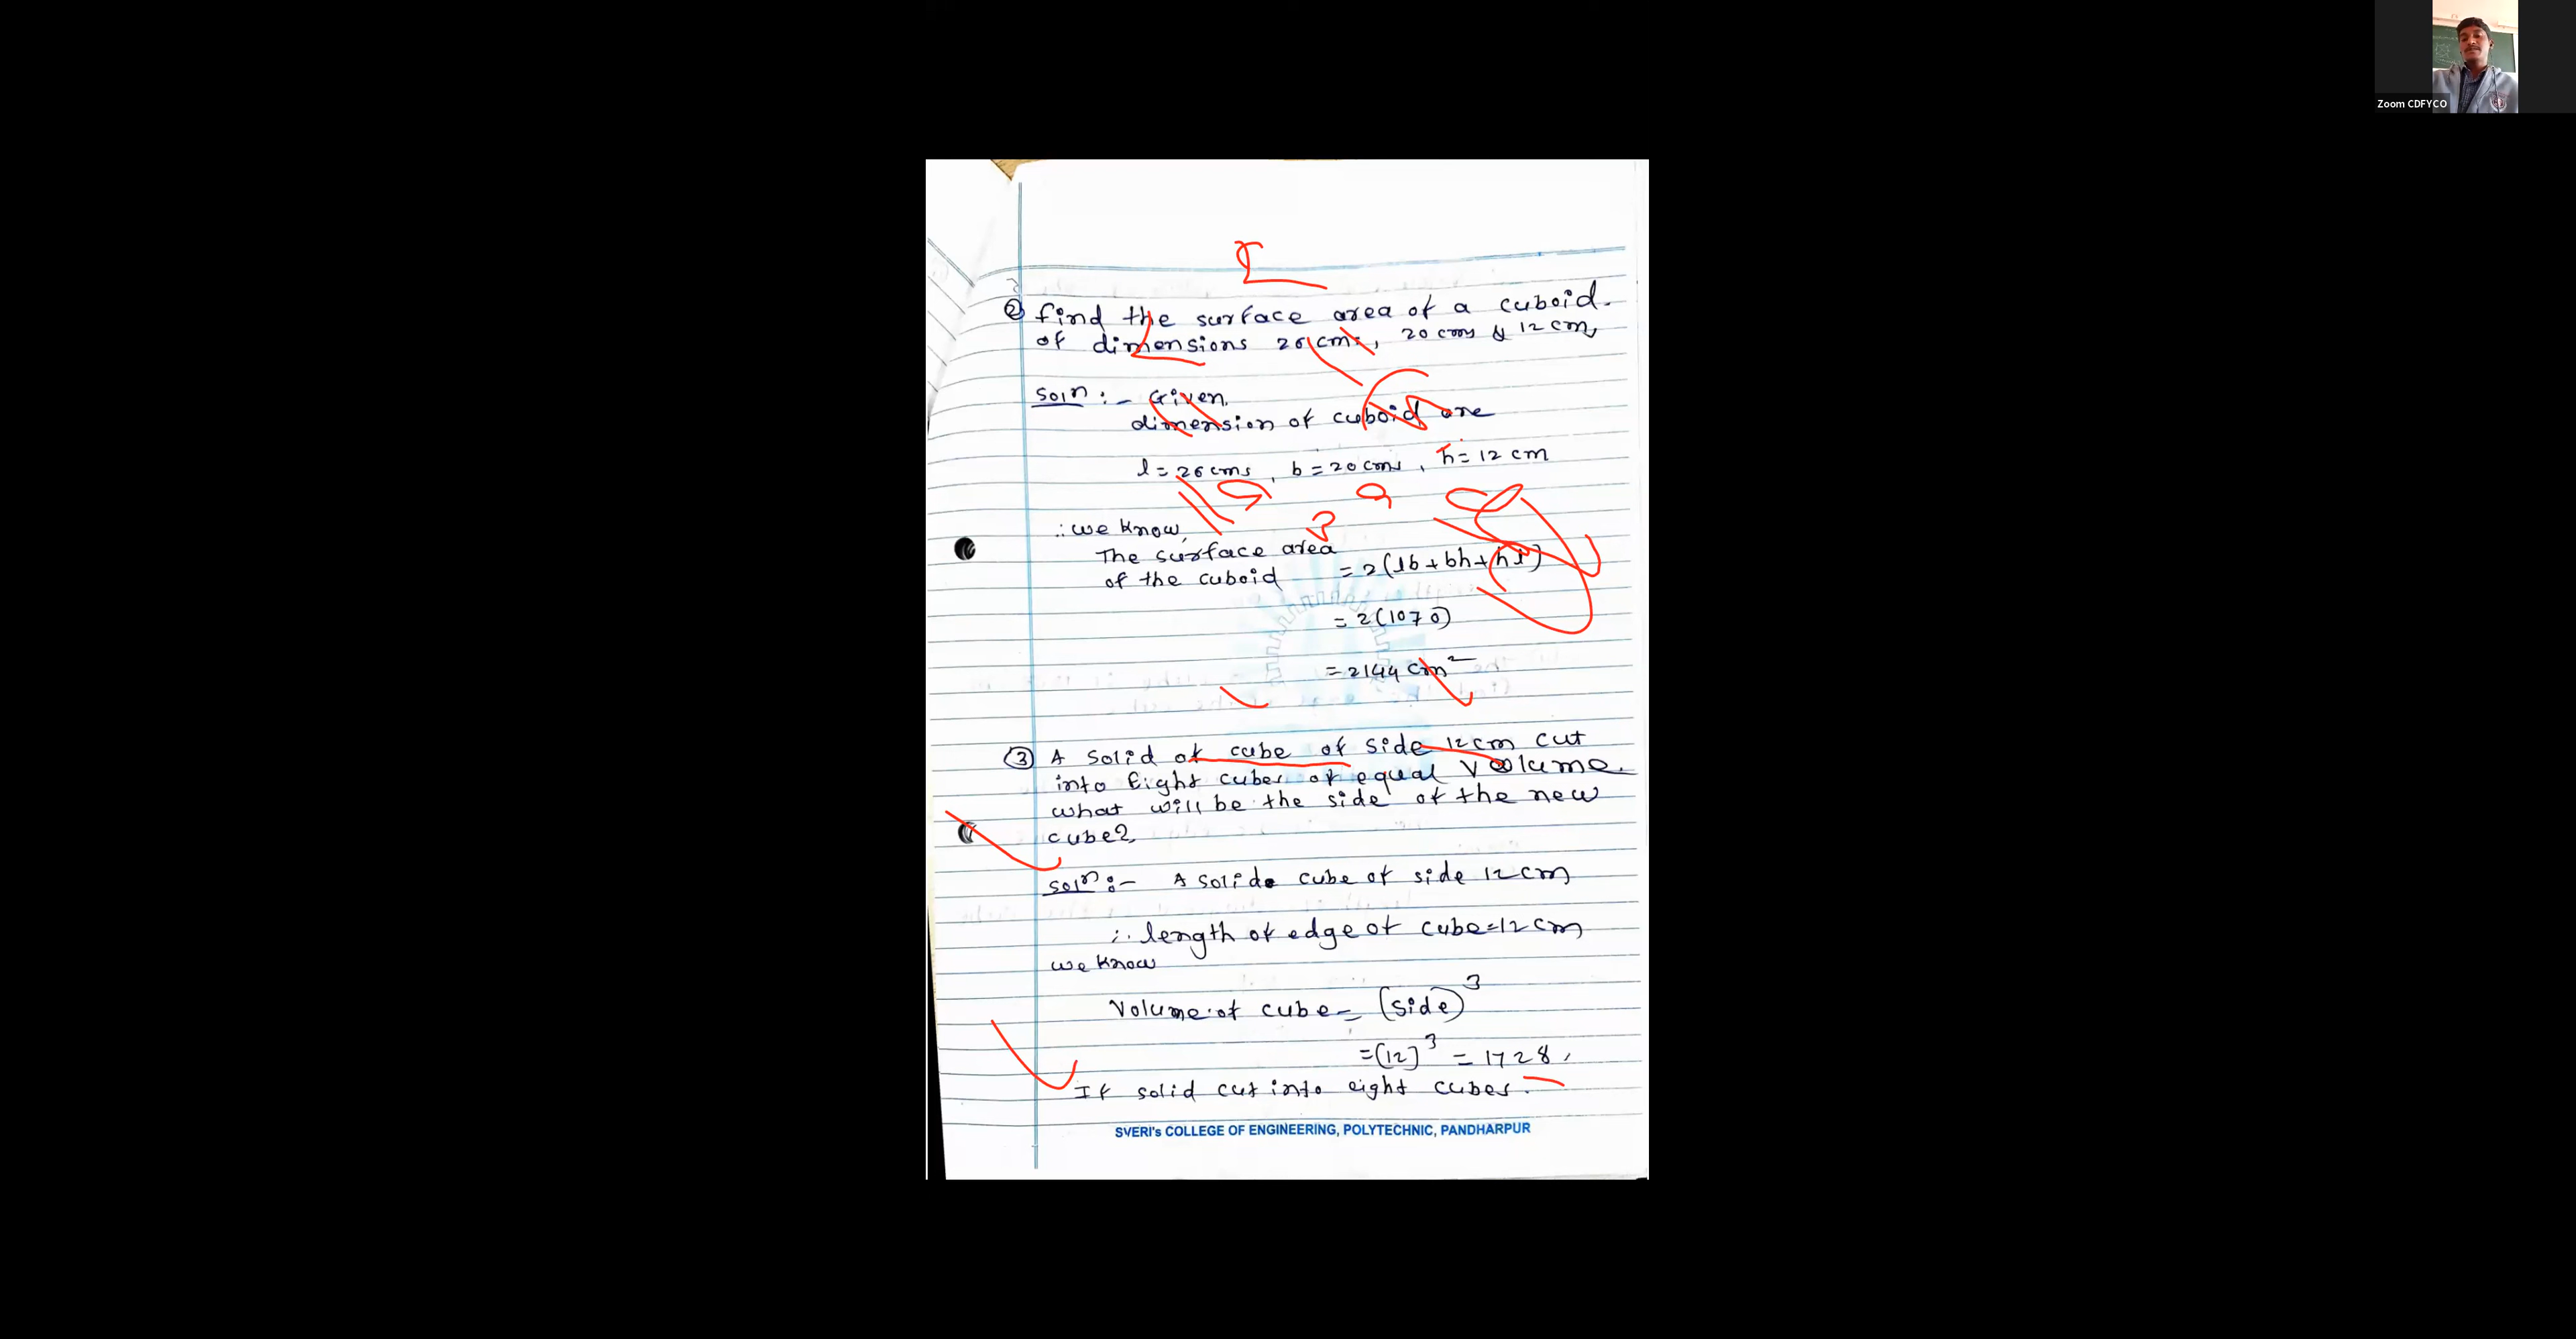 Zoom CDFYCO
② find the surface area of a cuboid.
of dimensions 26 cms, 20 cms & 12 cm,
Soln :- Given,
dimension of cuboid are
l = 26 cms, b = 20 cms, h = 12 cm
∴ we know,
The surface area
of the cuboid = 2(lb + bh + hl)
= 2(1070)
= 2144 cm²
③ A solid of cube of side 12 cm cut
into Eight cubes of equal Volume.
what will be the side of the new
cube?
Soln :- A solide cube of side 12 cm
∴ length of edge of cube = 12 cm
we know
Volume of cube = (side)³
= (12)³ = 1728,
If solid cut into eight cubes.
SVERI's COLLEGE OF ENGINEERING, POLYTECHNIC, PANDHARPUR